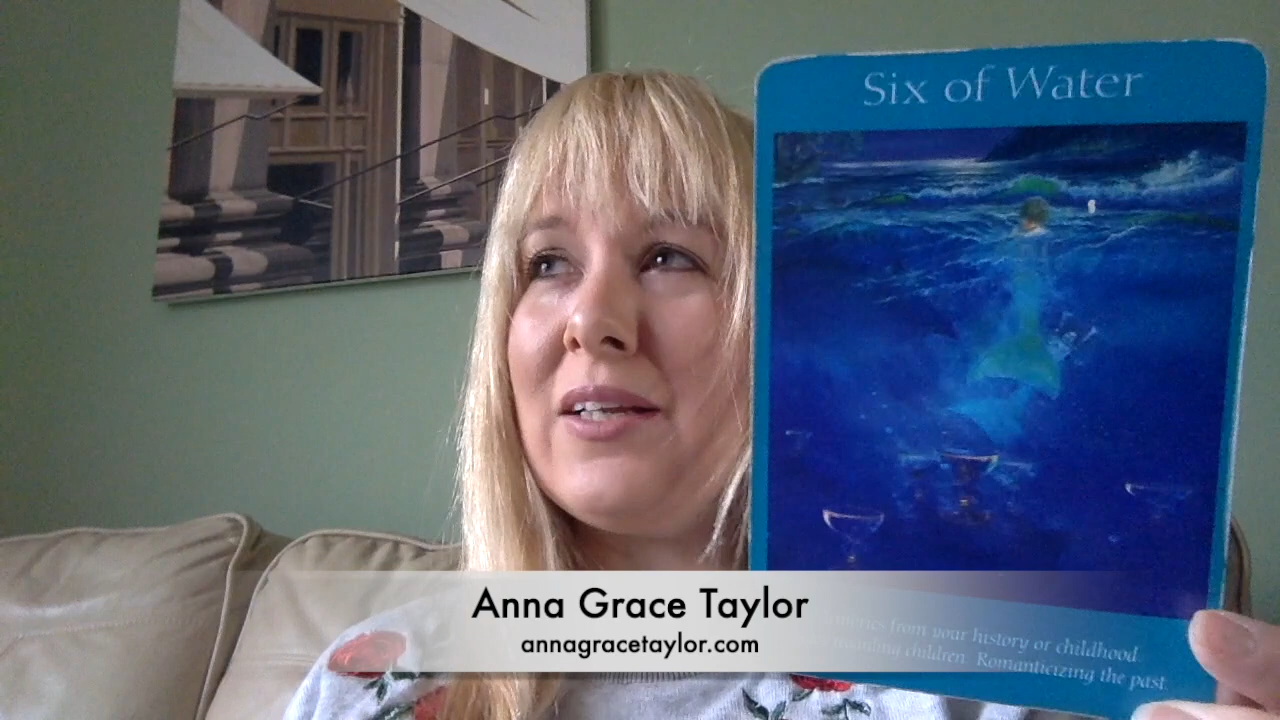 Six of Water
Anna Grace Taylor
annagracetaylor.com
from your history or childhood.
children. Romanticizing the past.